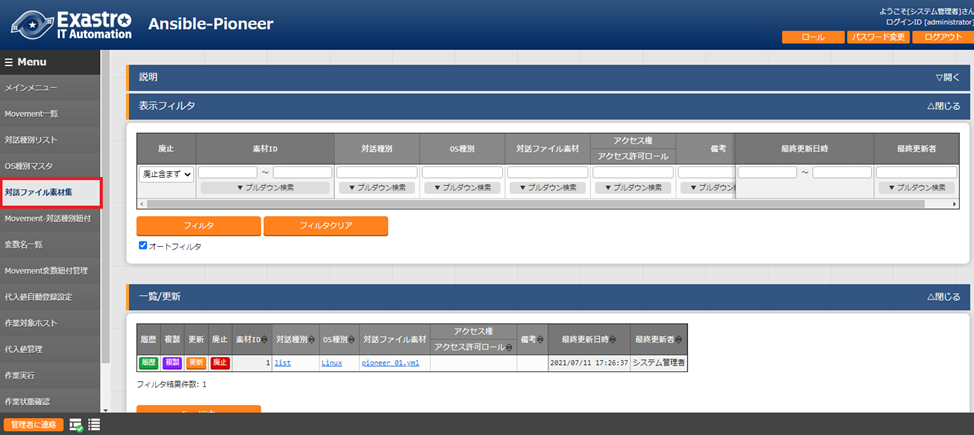 Exastro
IT Automation
Ansible-Pioneer
ようこそ[システム管理者]さん
ログインID [administrator]
ロール
パスワード変更
ログアウト
☰ Menu
メインメニュー
Movement一覧
対話種別リスト
OS種別マスタ
対話ファイル素材集
Movement-対話種別紐付
変数名一覧
Movement変数紐付管理
代入値自動登録設定
作業対象ホスト
代入値管理
作業実行
作業状態確認
説明
▽開く
表示フィルタ
△閉じる
廃止 素材ID 対話種別 OS種別 対話ファイル素材 アクセス権 備考 最終更新日時 最終更新者
アクセス許可ロール
廃止含まず ～ ～
▼ プルダウン検索 ▼ プルダウン検索 ▼ プルダウン検索 ▼ プルダウン検索 ▼ プルダウン検索 ▼ プルダウン ▼ プルダウン検索
フィルタ
フィルタクリア
オートフィルタ
一覧/更新
△閉じる
履歴 複製 更新 廃止 素材ID 対話種別 OS種別 対話ファイル素材 アクセス権 備考 最終更新日時 最終更新者
アクセス許可ロール
履歴 複製 更新 廃止 1 list Linux pioneer_01.yml 2021/07/11 17:26:37 システム管理者
フィルタ結果件数: 1
管理者に連絡